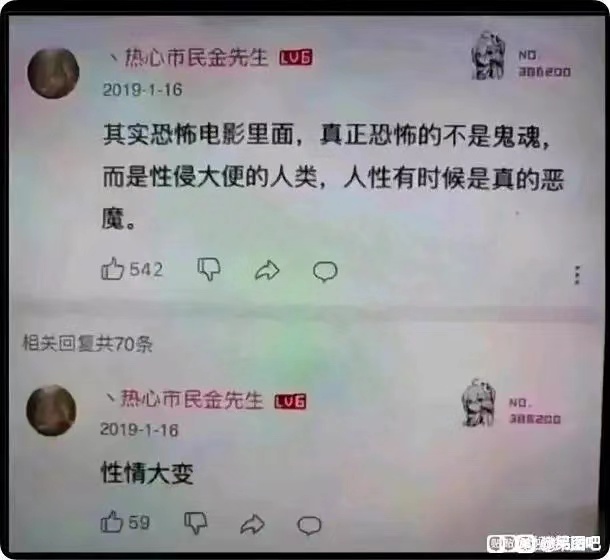 丶热心市民金先生 LV6
NO.
386200
2019-1-16
其实恐怖电影里面，真正恐怖的不是鬼魂，
而是性侵大便的人类，人性有时候是真的恶
魔。
542
相关回复共70条
丶热心市民金先生 LV6
NO.
386200
2019-1-16
性情大变
59